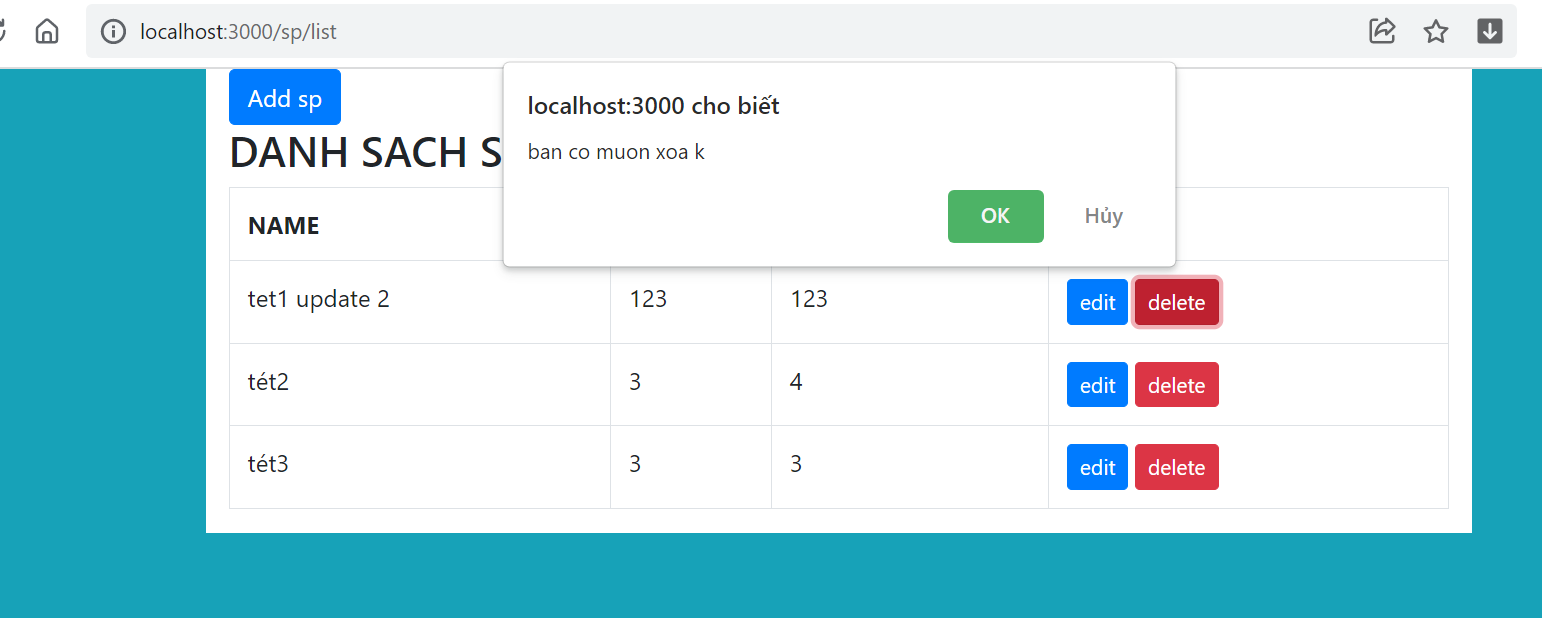 localhost:3000/sp/list
Add sp
localhost:3000 cho biết
ban co muon xoa k
OK Hủy
DANH SACH S
NAME
tet1 update 2 123 123 edit delete
tét2 3 4 edit delete
tét3 3 3 edit delete